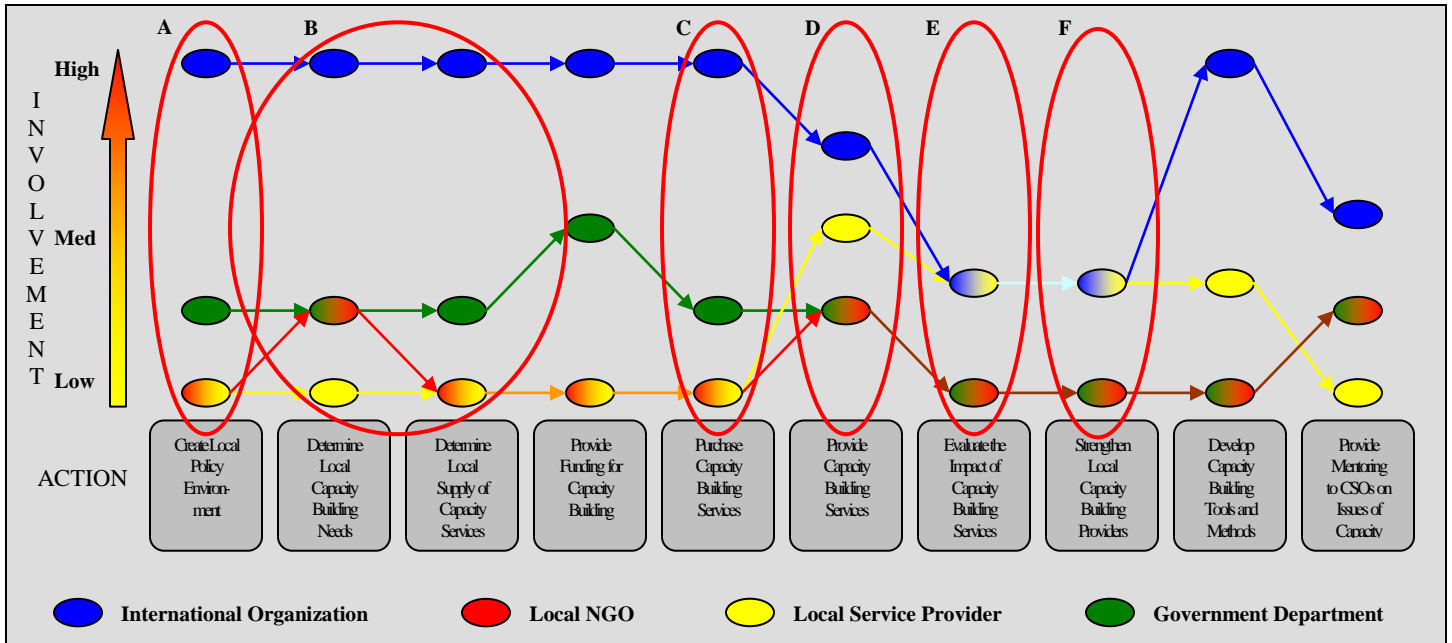 A
B
C
D
E
F
High
INVOLVEMENT
Med
Low
ACTION
Create Local
Policy
Environ-
ment
Determine
Local
Capacity
Building
Needs
Determine
Local
Supply of
Capacity
Services
Provide
Funding for
Capacity
Building
Purchase
Capacity
Building
Services
Provide
Capacity
Building
Services
Evaluate the
Impact of
Capacity
Building
Services
Strengthen
Local
Capacity
Building
Providers
Develop
Capacity
Building
Tools and
Methods
Provide
Mentoring
to CSOs on
Issues of
Capacity
International Organization
Local NGO
Local Service Provider
Government Department